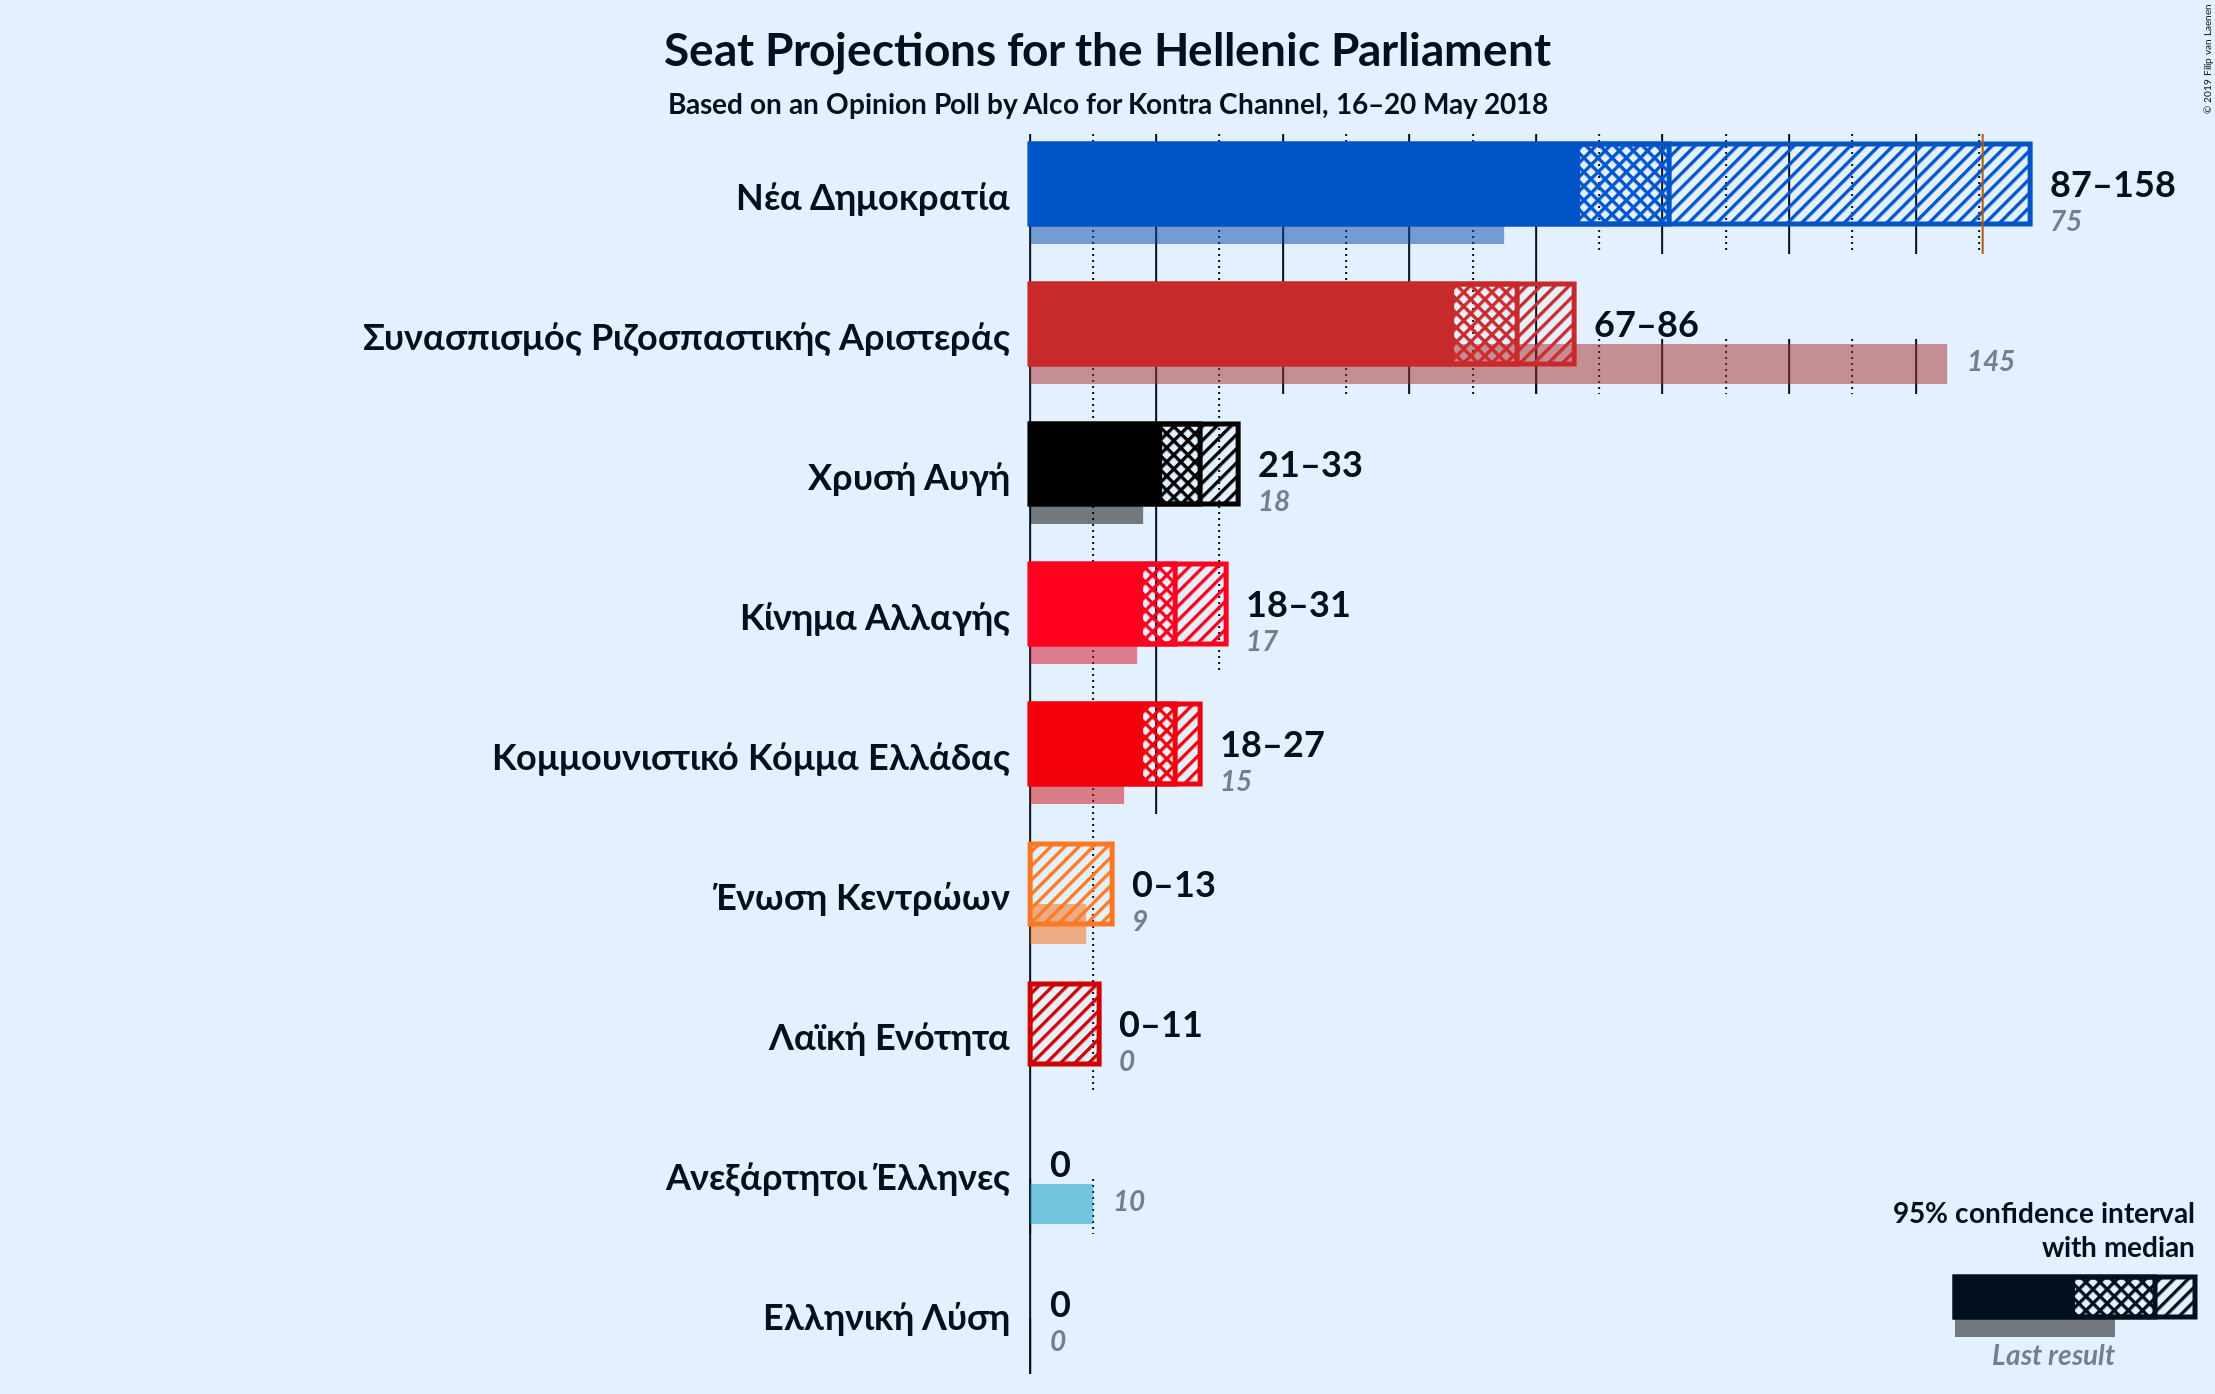 Seat Projections for the Hellenic Parliament
Based on an Opinion Poll by Alco for Kontra Channel, 16–20 May 2018
© 2019 Filip van Laenen
Νέα Δημοκρατία
87–158
75
Συνασπισμός Ριζοσπαστικής Αριστεράς
67–86
145
Χρυσή Αυγή
21–33
18
Κίνημα Αλλαγής
18–31
17
Κομμουνιστικό Κόμμα Ελλάδας
18–27
15
Ένωση Κεντρώων
0–13
9
Λαϊκή Ενότητα
0–11
0
Ανεξάρτητοι Έλληνες
0
10
Ελληνική Λύση
0
0
95% confidence interval
with median
Last result